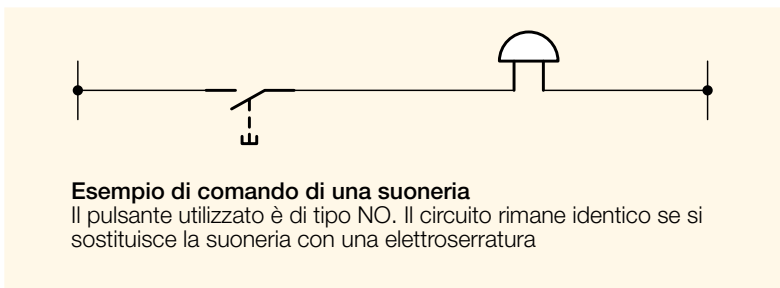 Esempio di comando di una suoneria
Il pulsante utilizzato è di tipo NO. Il circuito rimane identico se si
sostituisce la suoneria con una elettroserratura